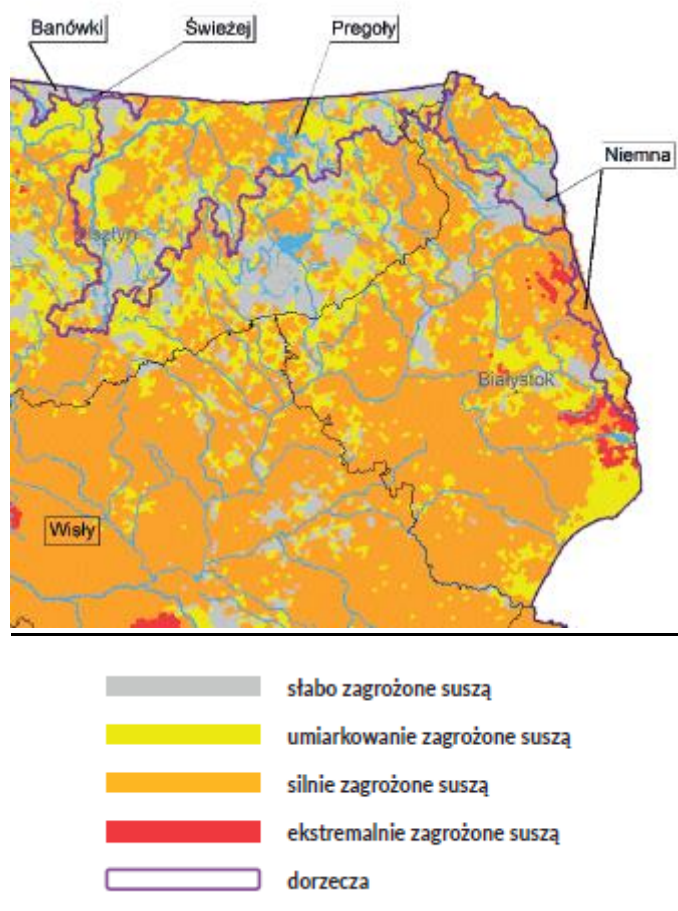 Banówki
Świeżej
Pregoły
Niemna
Białystok
Wisły
słabo zagrożone suszą
umiarkowanie zagrożone suszą
silnie zagrożone suszą
ekstremalnie zagrożone suszą
dorzecza